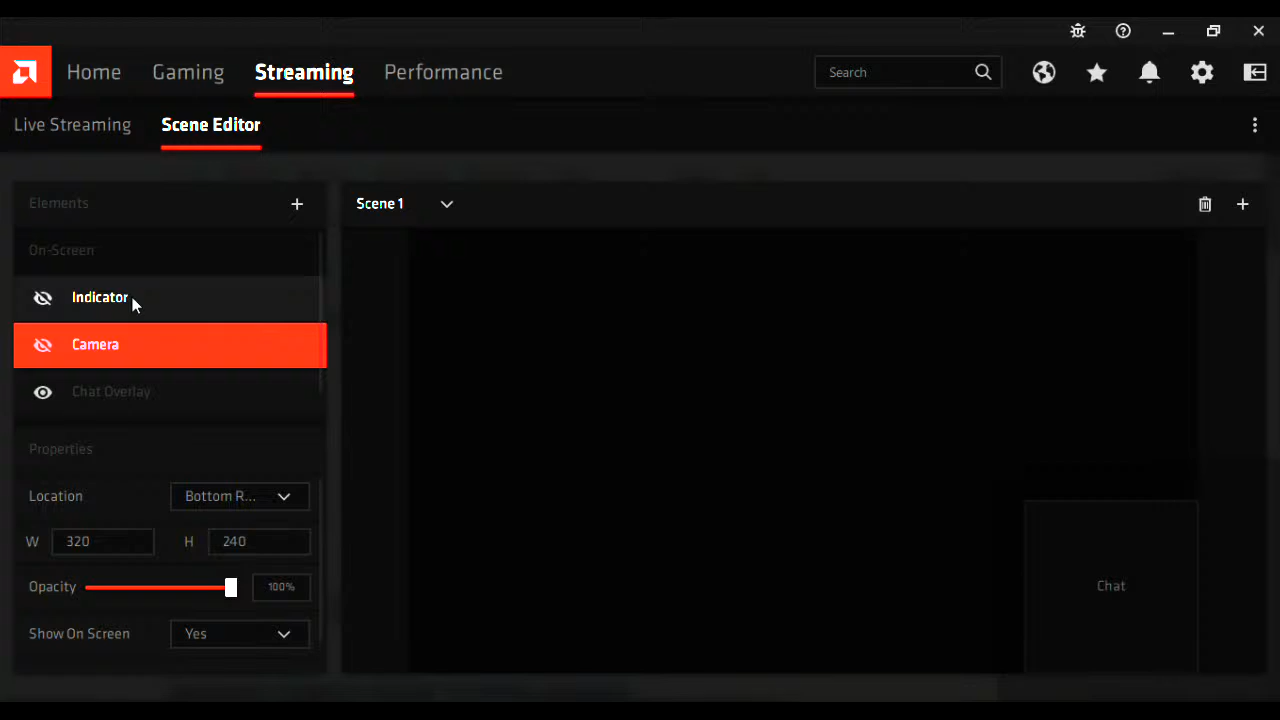 Home Gaming Streaming Performance Search
Live Streaming Scene Editor
Elements
Scene 1
On-Screen
Indicator
Camera
Chat Overlay
Properties
Location Bottom R...
W 320 H 240
Opacity 100%
Show On Screen Yes
Chat